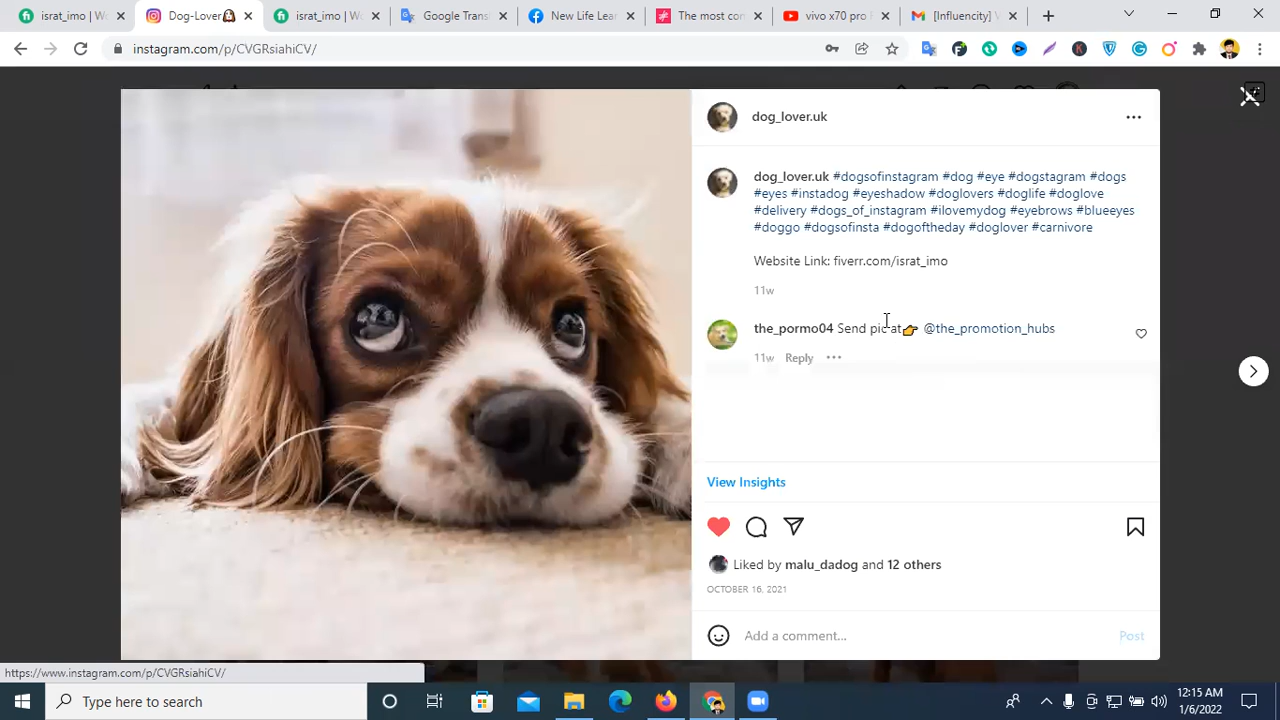 israt_imo | Wo
Dog-Lover
israt_imo | Wo
Google Trans
New Life Lear
The most com
vivo x70 pro P
[Influencity] V
instagram.com/p/CVGRsiahiCV/
dog_lover.uk
dog_lover.uk #dogsofinstagram #dog #eye #dogstagram #dogs
#eyes #instadog #eyeshadow #doglovers #doglife #doglove
#delivery #dogs_of_instagram #ilovemydog #eyebrows #blueeyes
#doggo #dogsofinsta #dogoftheday #doglover #carnivore
Website Link: fiverr.com/israt_imo
11w
the_pormo04 Send pic at👉 @the_promotion_hubs
11w Reply
View Insights
Liked by malu_dadog and 12 others
OCTOBER 16, 2021
Add a comment...
Post
https://www.instagram.com/p/CVGRsiahiCV/
Type here to search
12:15 AM
1/6/2022